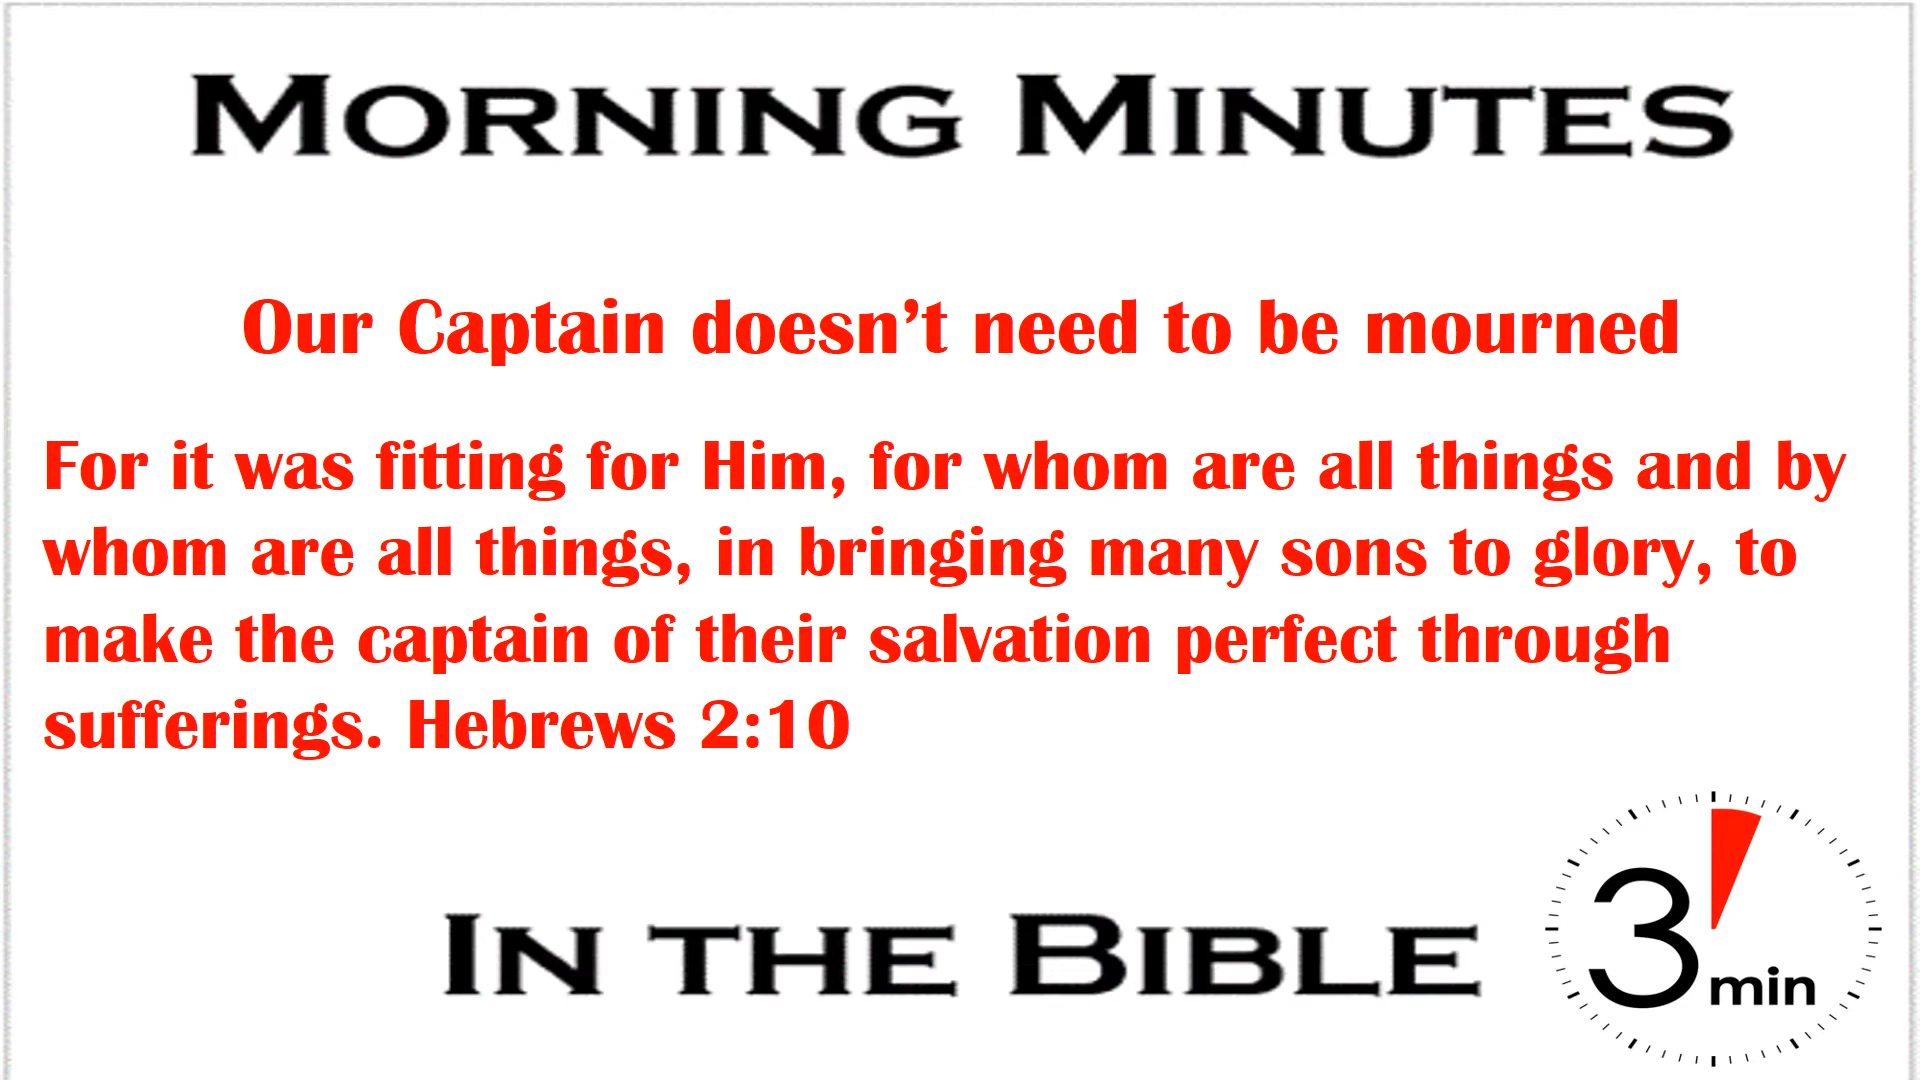 MORNING MINUTES
Our Captain doesn’t need to be mourned
For it was fitting for Him, for whom are all things and by
whom are all things, in bringing many sons to glory, to
make the captain of their salvation perfect through
sufferings. Hebrews 2:10
IN THE BIBLE
3 min